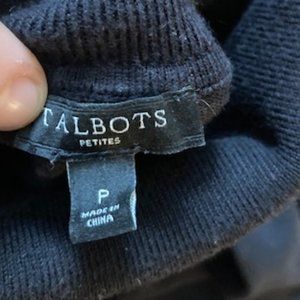 TALBOTS
PETITES
P
MADE IN
CHINA